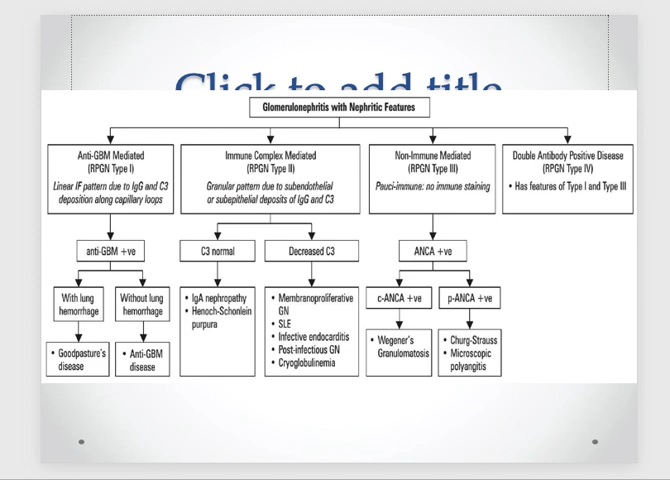 Click to add title
Glomerulonephritis with Nephritic Features
Anti-GBM Mediated
(RPGN Type I)
Linear IF pattern due to IgG and C3
deposition along capillary loops
Immune Complex Mediated
(RPGN Type II)
Granular pattern due to subendothelial
or subepithelial deposits of IgG and C3
Non-Immune Mediated
(RPGN Type III)
Pauci-immune: no immune staining
Double Antibody Positive Disease
(RPGN Type IV)
• Has features of Type I and Type III
anti-GBM +ve
C3 normal
Decreased C3
ANCA +ve
With lung
hemorrhage
Without lung
hemorrhage
• IgA nephropathy
• Henoch-Schonlein
purpura
• Membranoproliferative
GN
• SLE
• Infective endocarditis
• Post-infectious GN
• Cryoglobulinemia
c-ANCA +ve
p-ANCA +ve
• Goodpasture's
disease
• Anti-GBM
disease
• Wegener's
Granulomatosis
• Churg-Strauss
• Microscopic
polyangitis